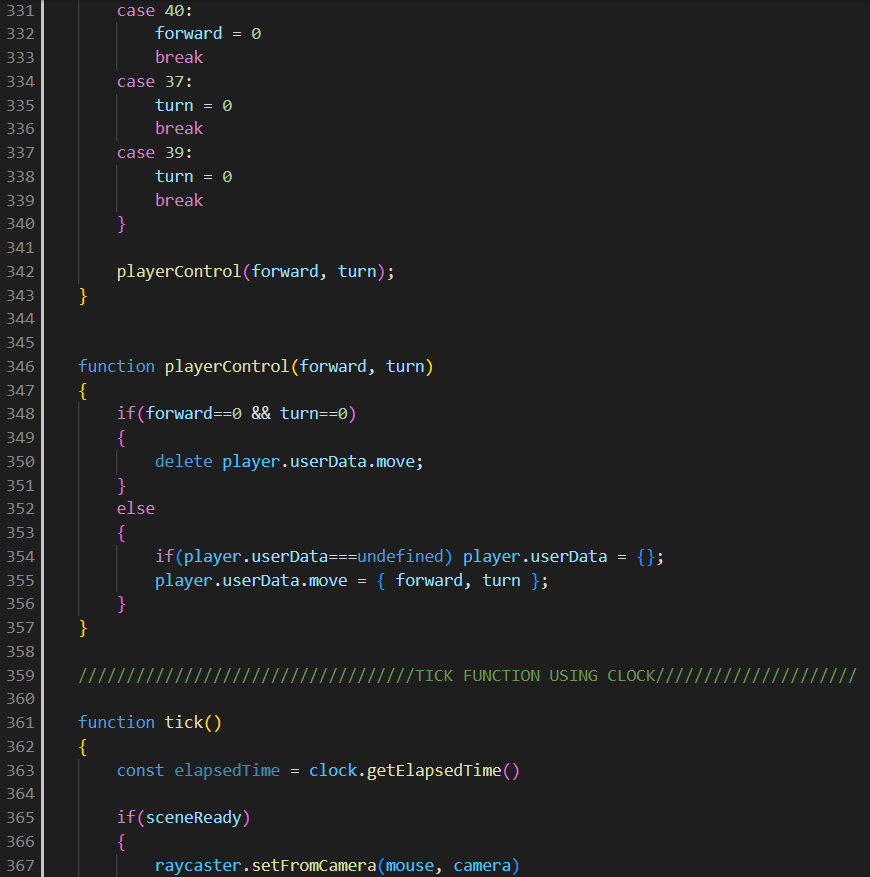 331 case 40:
332 forward = 0
333 break
334 case 37:
335 turn = 0
336 break
337 case 39:
338 turn = 0
339 break
340 }
341
342 playerControl(forward, turn);
343 }
344
345
346 function playerControl(forward, turn)
347 {
348 if(forward==0 && turn==0)
349 {
350 delete player.userData.move;
351 }
352 else
353 {
354 if(player.userData===undefined) player.userData = {};
355 player.userData.move = { forward, turn };
356 }
357 }
358
359 ///////////////////////////////////TICK FUNCTION USING CLOCK/////////////////////
360
361 function tick()
362 {
363 const elapsedTime = clock.getElapsedTime()
364
365 if(sceneReady)
366 {
367 raycaster.setFromCamera(mouse, camera)